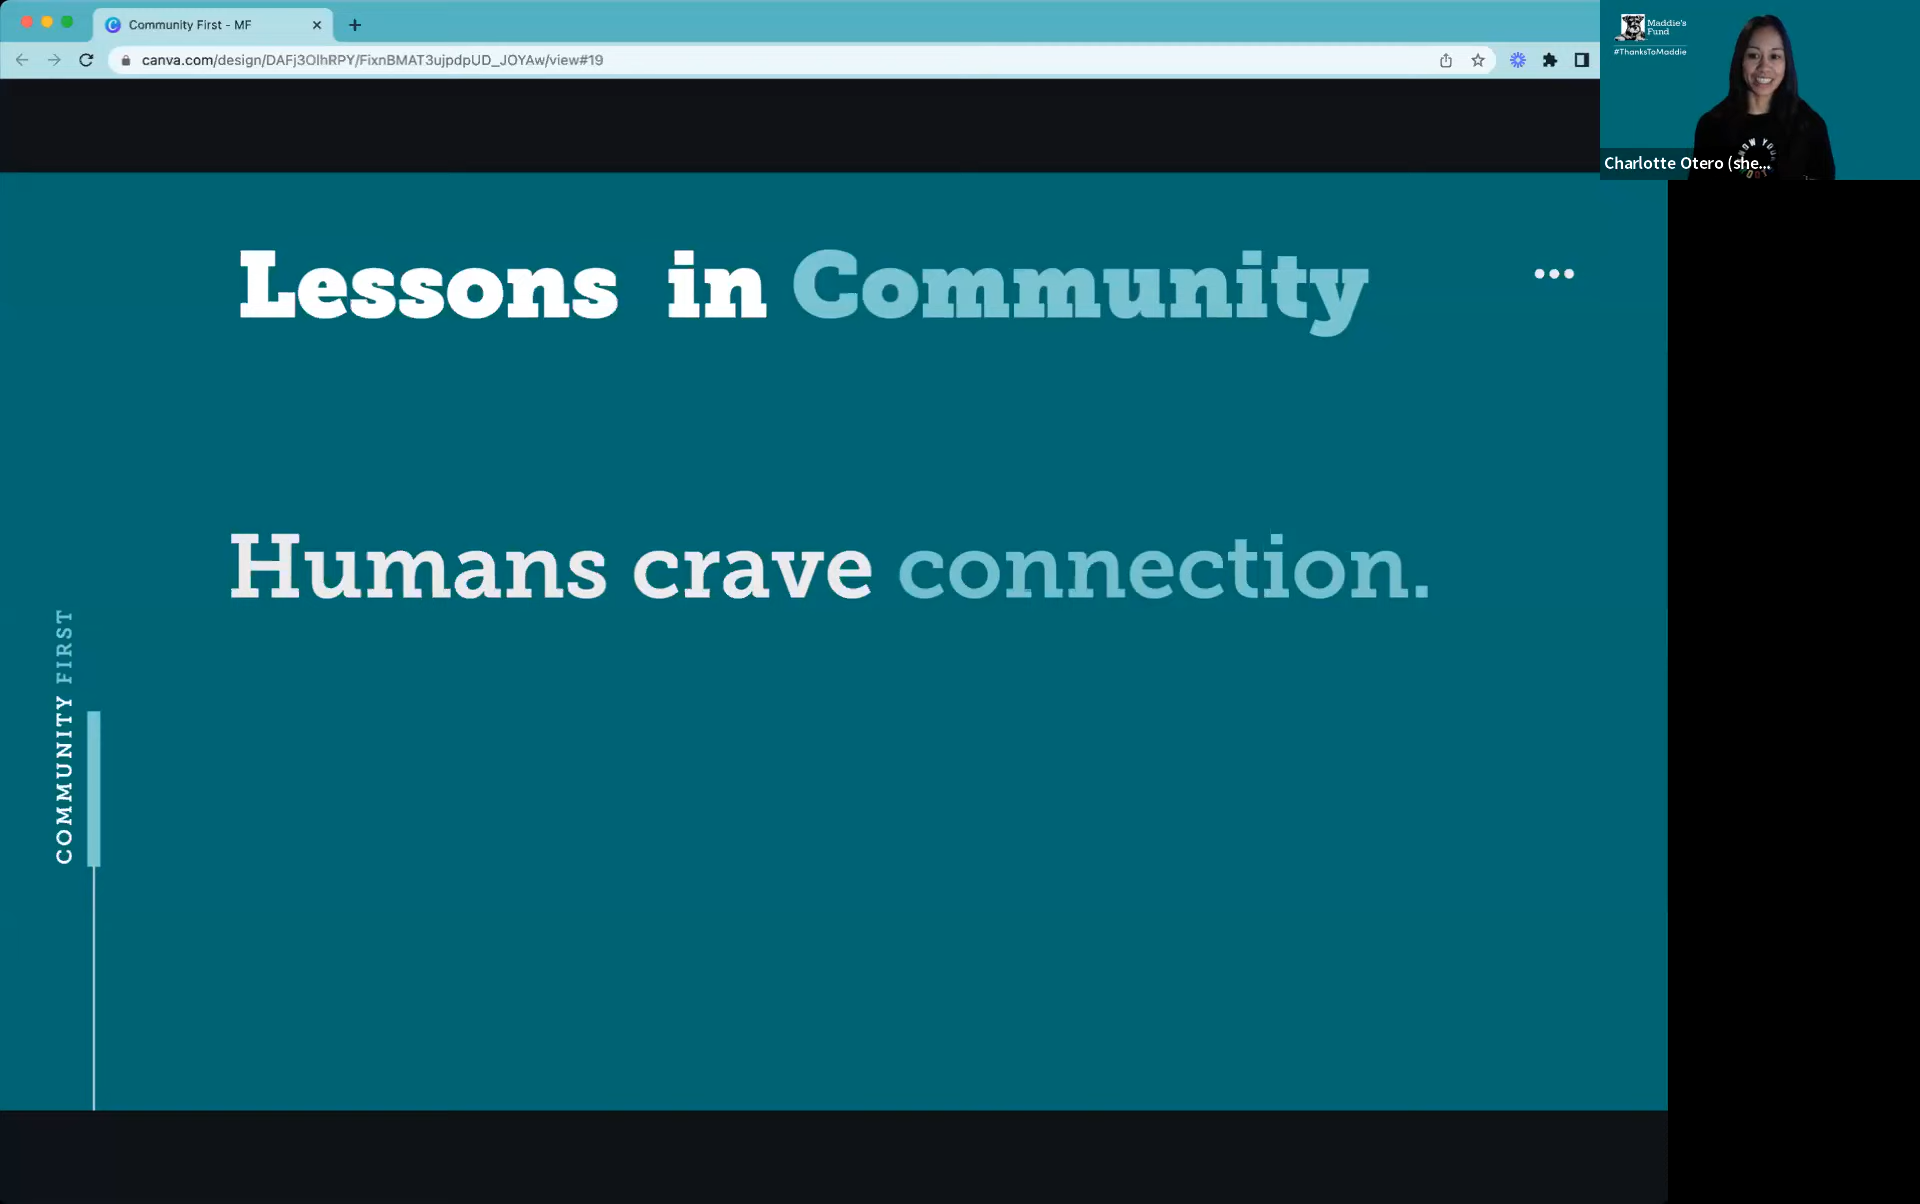 Community First - MF
canva.com/design/DAFj3OlhRPY/FixnBMAT3ujpdpUD_JOYAw/view#19
Maddie's
Fund
#ThanksToMaddie
Charlotte Otero (she...
Lessons in Community
Humans crave connection.
COMMUNITY FIRST